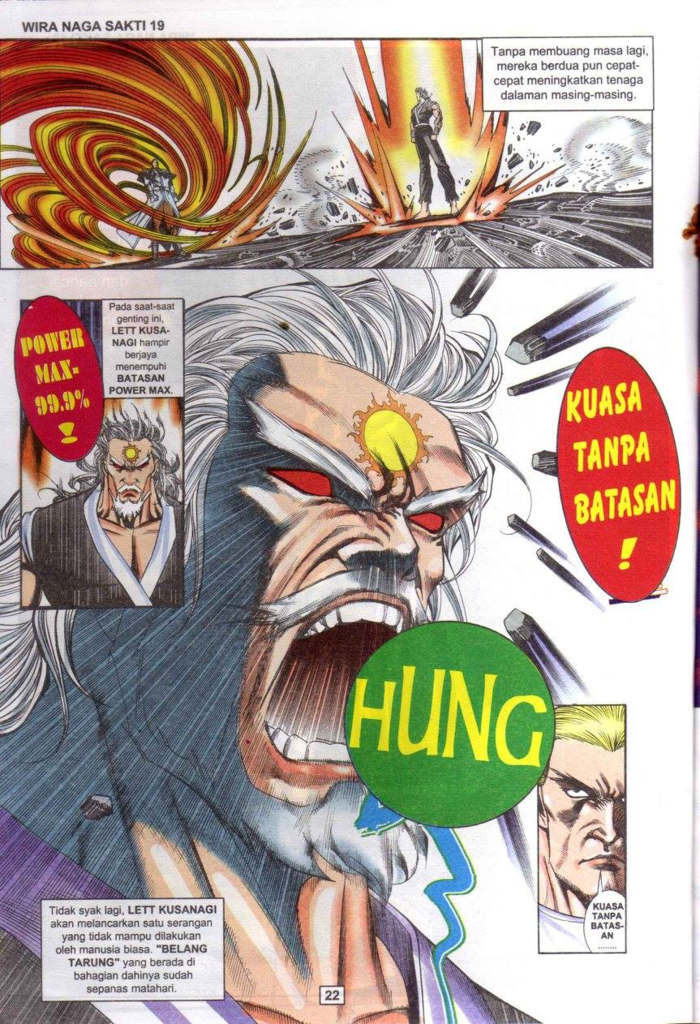 WIRA NAGA SAKTI 19
Tanpa membuang masa lagi,
mereka berdua pun cepat-
cepat meningkatkan tenaga
dalaman masing-masing.
POWER
MAX-
99.9%
!
Pada saat-saat
genting ini,
LETT KUSA-
NAGI hampir
berjaya
menempuhi
BATASAN
POWER MAX.
KUASA
TANPA
BATASAN
!
HUNG
KUASA
TANPA
BATAS-
AN
..........
Tidak syak lagi, LETT KUSANAGI
akan melancarkan satu serangan
yang tidak mampu dilakukan
oleh manusia biasa. "BELANG
TARUNG" yang berada di
bahagian dahinya sudah
sepanas matahari.
22